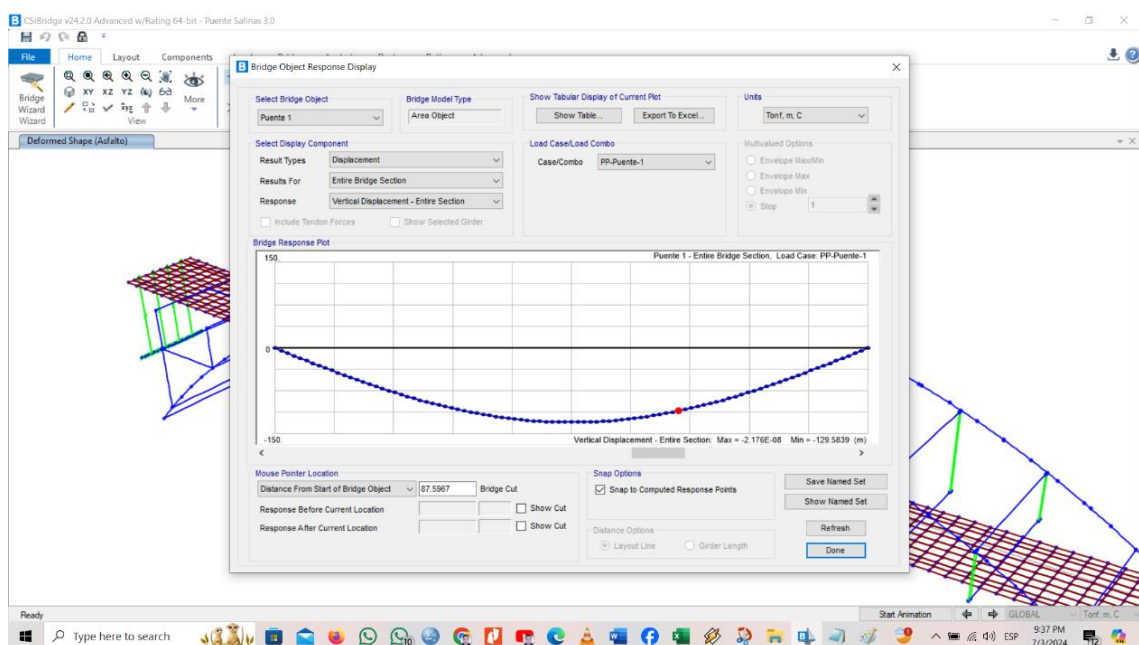 CSiBridge v24.2.0 Advanced w/Rating 64-bit - Puente Salinas 3.0
File Home Layout Components
Bridge Wizard
XY XZ YZ
More
Wizard View
Deformed Shape (Asfalto)
Bridge Object Response Display
Select Bridge Object
Puente 1
Bridge Model Type
Area Object
Show Tabular Display of Current Plot
Show Table...
Export To Excel...
Units
Tonf, m, C
Select Display Component
Result Types Displacement
Results For Entire Bridge Section
Response Vertical Displacement - Entire Section
Include Tendon Forces Show Selected Girder
Load Case/Load Combo
Case/Combo PP-Puente-1
Multivalued Options
Envelope Max/Min
Envelope Max
Envelope Min
Step 1
Bridge Response Plot
150.
Puente 1 - Entire Bridge Section, Load Case: PP-Puente-1
0
-150.
Vertical Displacement - Entire Section: Max = -2.176E-08 Min = -129.5839 (m)
Mouse Pointer Location
Distance From Start of Bridge Object 87.5967 Bridge Cut
Response Before Current Location Show Cut
Response After Current Location Show Cut
Snap Options
Snap to Computed Response Points
Distance Options
Layout Line Girder Length
Save Named Set
Show Named Set
Refresh
Done
Ready
Start Animation GLOBAL Tonf, m, C
Type here to search
10
ESP
9:37 PM
7/3/2024
12